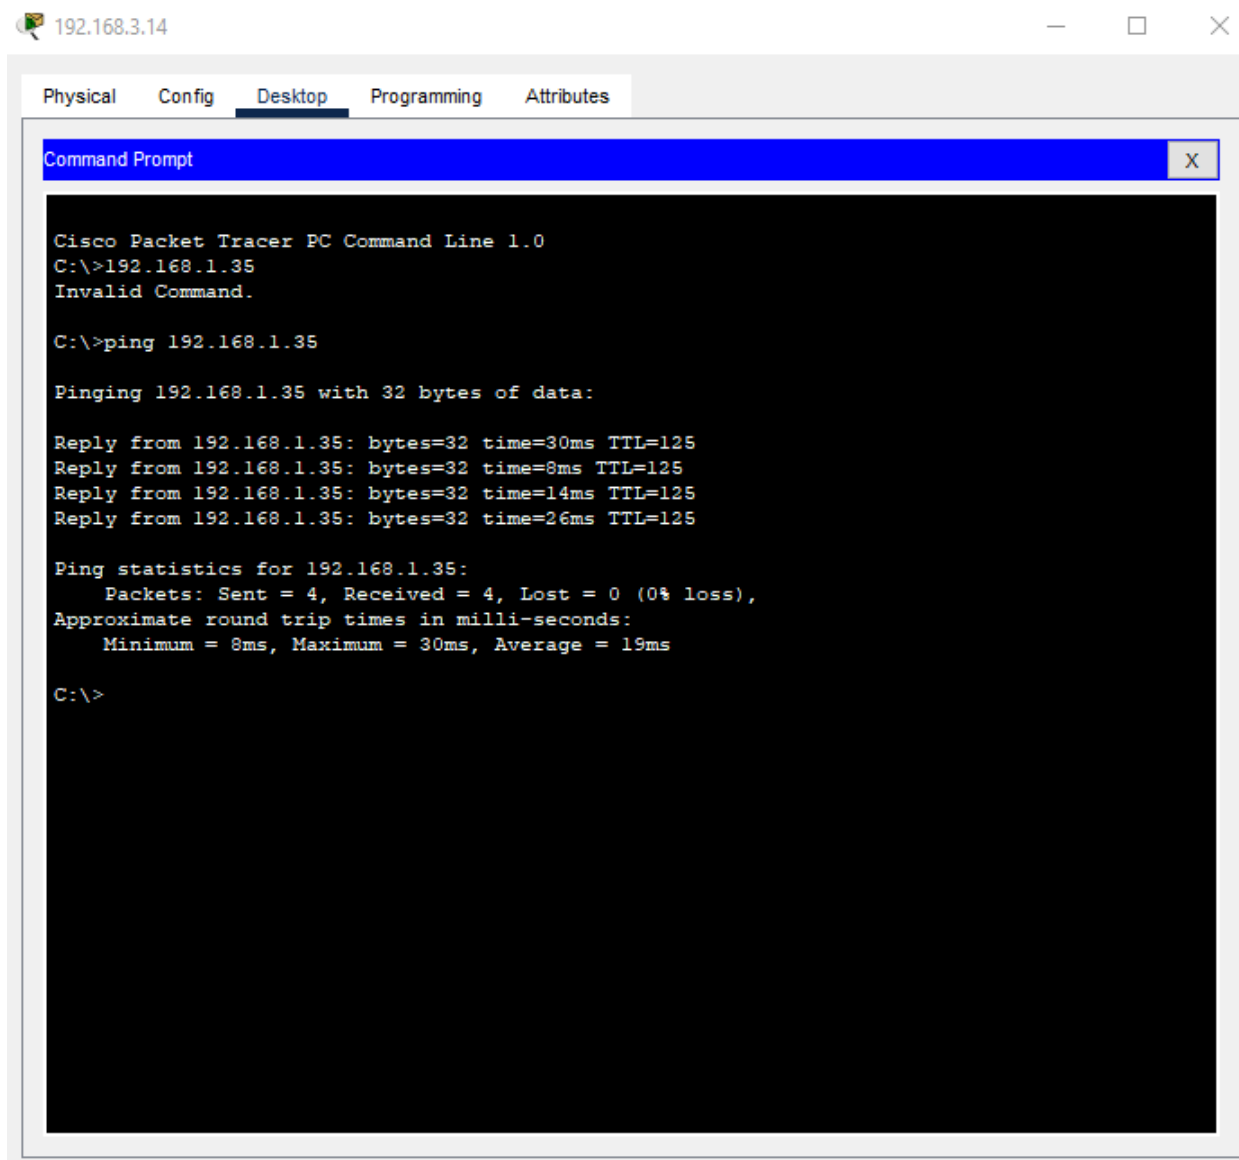 192.168.3.14
Physical Config Desktop Programming Attributes
Command Prompt X
Cisco Packet Tracer PC Command Line 1.0
C:\>192.168.1.35
Invalid Command.
C:\>ping 192.168.1.35
Pinging 192.168.1.35 with 32 bytes of data:
Reply from 192.168.1.35: bytes=32 time=30ms TTL=125
Reply from 192.168.1.35: bytes=32 time=8ms TTL=125
Reply from 192.168.1.35: bytes=32 time=14ms TTL=125
Reply from 192.168.1.35: bytes=32 time=26ms TTL=125
Ping statistics for 192.168.1.35:
    Packets: Sent = 4, Received = 4, Lost = 0 (0% loss),
Approximate round trip times in milli-seconds:
    Minimum = 8ms, Maximum = 30ms, Average = 19ms
C:\>